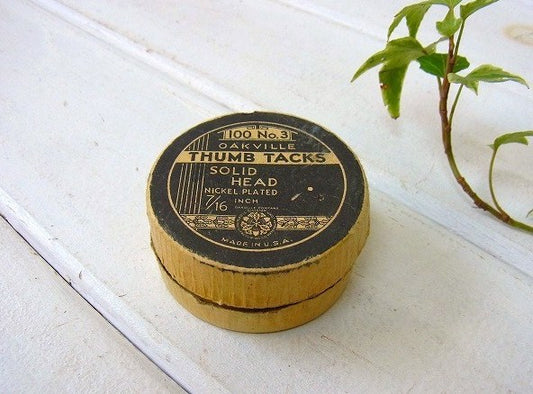 100 No.3
OAKVILLE
THUMB TACKS
SOLID
HEAD
NICKEL PLATED
7/16 INCH
MADE IN U.S.A.